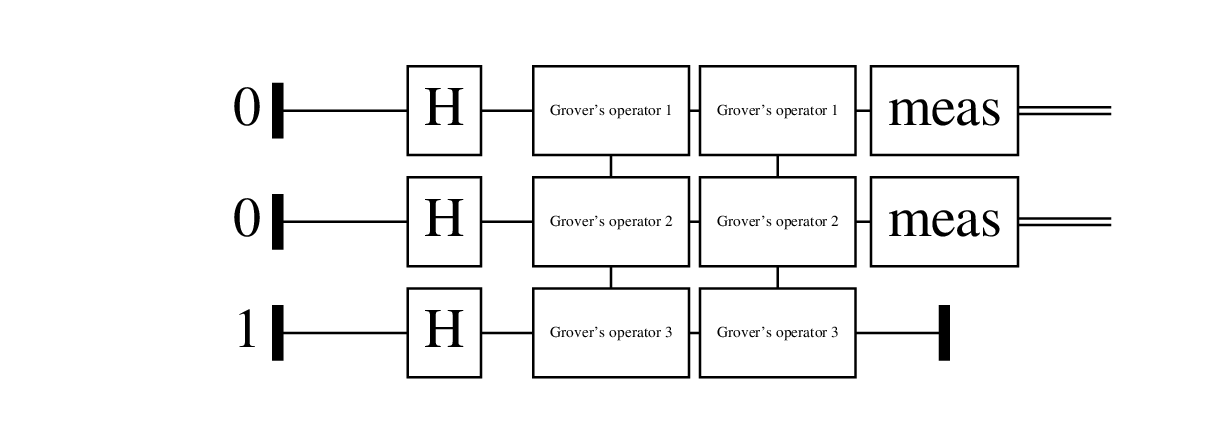 0 H Grover's operator 1 Grover's operator 1 meas
0 H Grover's operator 2 Grover's operator 2 meas
1 H Grover's operator 3 Grover's operator 3